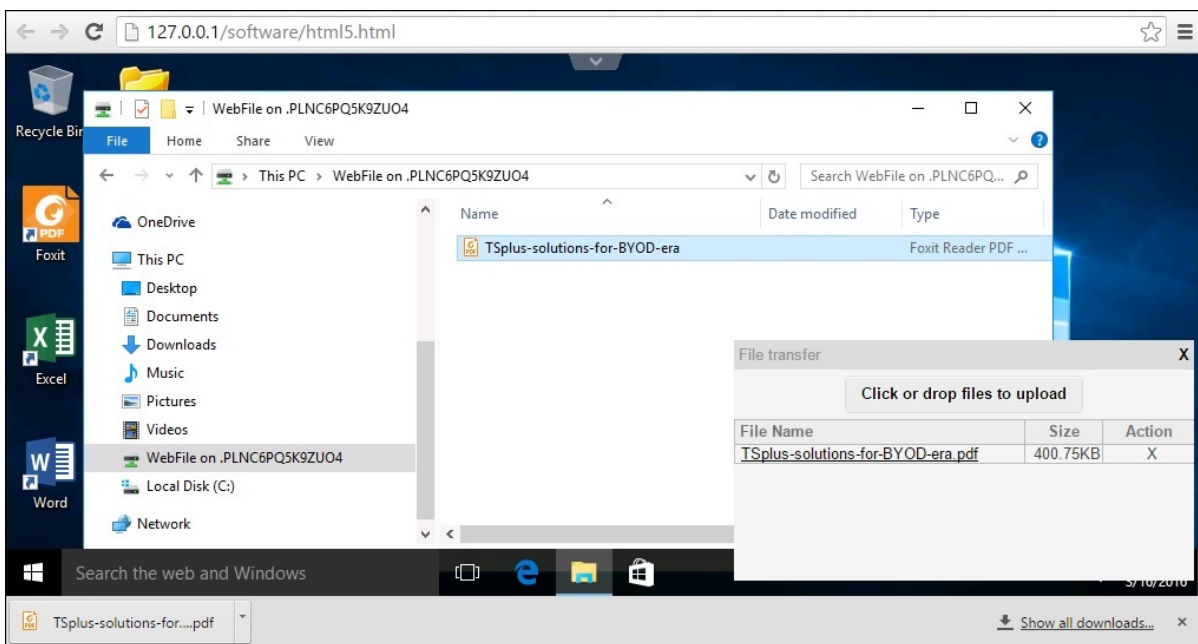 127.0.0.1/software/html5.html
Recycle Bin
WebFile on .PLNC6PQ5K9ZUO4
File Home Share View
This PC > WebFile on .PLNC6PQ5K9ZUO4
Search WebFile on .PLNC6PQ...
Name Date modified Type
OneDrive
TSplus-solutions-for-BYOD-era Foxit Reader PDF ...
PDF
Foxit
This PC
Desktop
Documents
Downloads
Music
Pictures
Videos
WebFile on .PLNC6PQ5K9ZUO4
Local Disk (C:)
Network
Excel
Word
File transfer X
Click or drop files to upload
File Name Size Action
TSplus-solutions-for-BYOD-era.pdf 400.75KB X
Search the web and Windows
TSplus-solutions-for....pdf
Show all downloads...